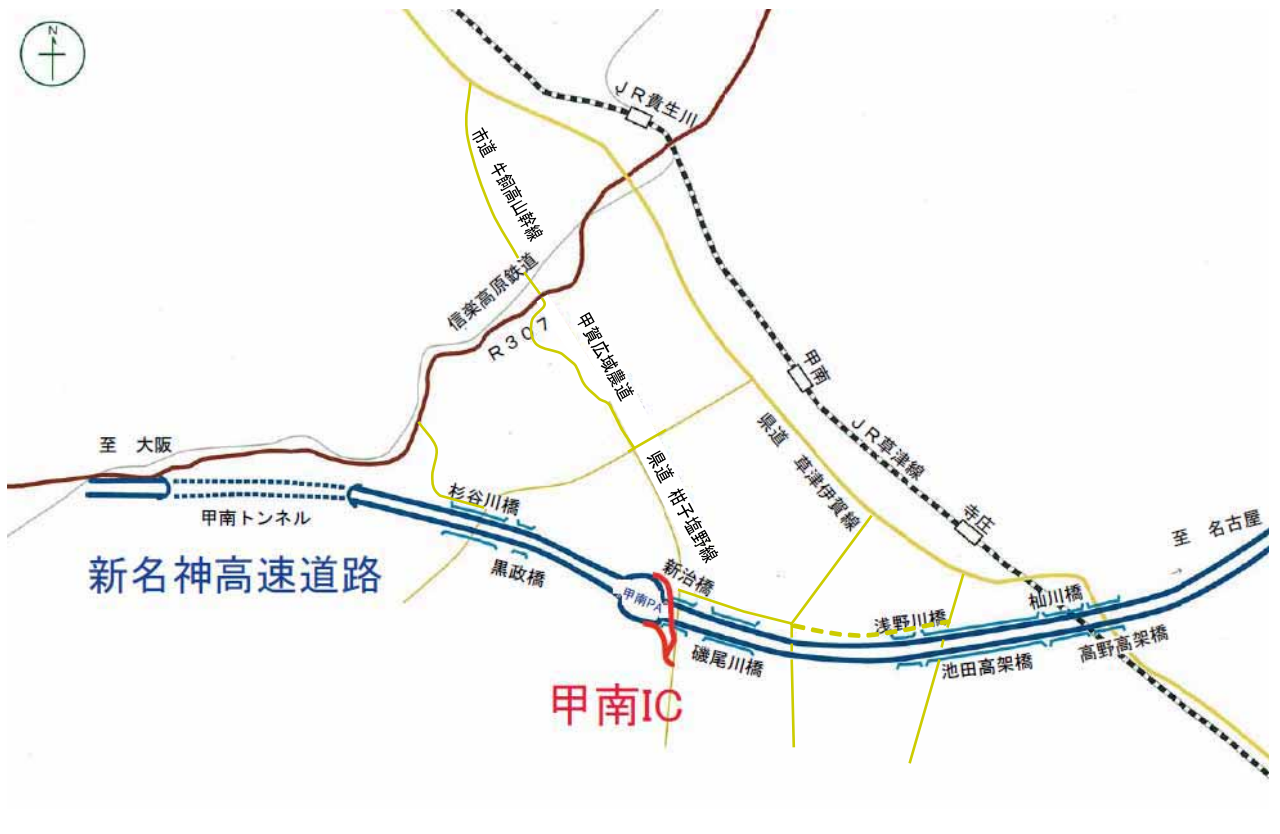 N
JR貴生川
市道 牛飼高山幹線
信楽高原鉄道
R307
甲賀広域農道
甲南
県道 草津伊賀線
JR草津線
至 大阪
県道 柑子塩野線
寺庄
至 名古屋
杉谷川橋
甲南トンネル
新名神高速道路
黒政橋
新治橋
甲南PA
杣川橋
浅野川橋
磯尾川橋
池田高架橋
高野高架橋
甲南IC